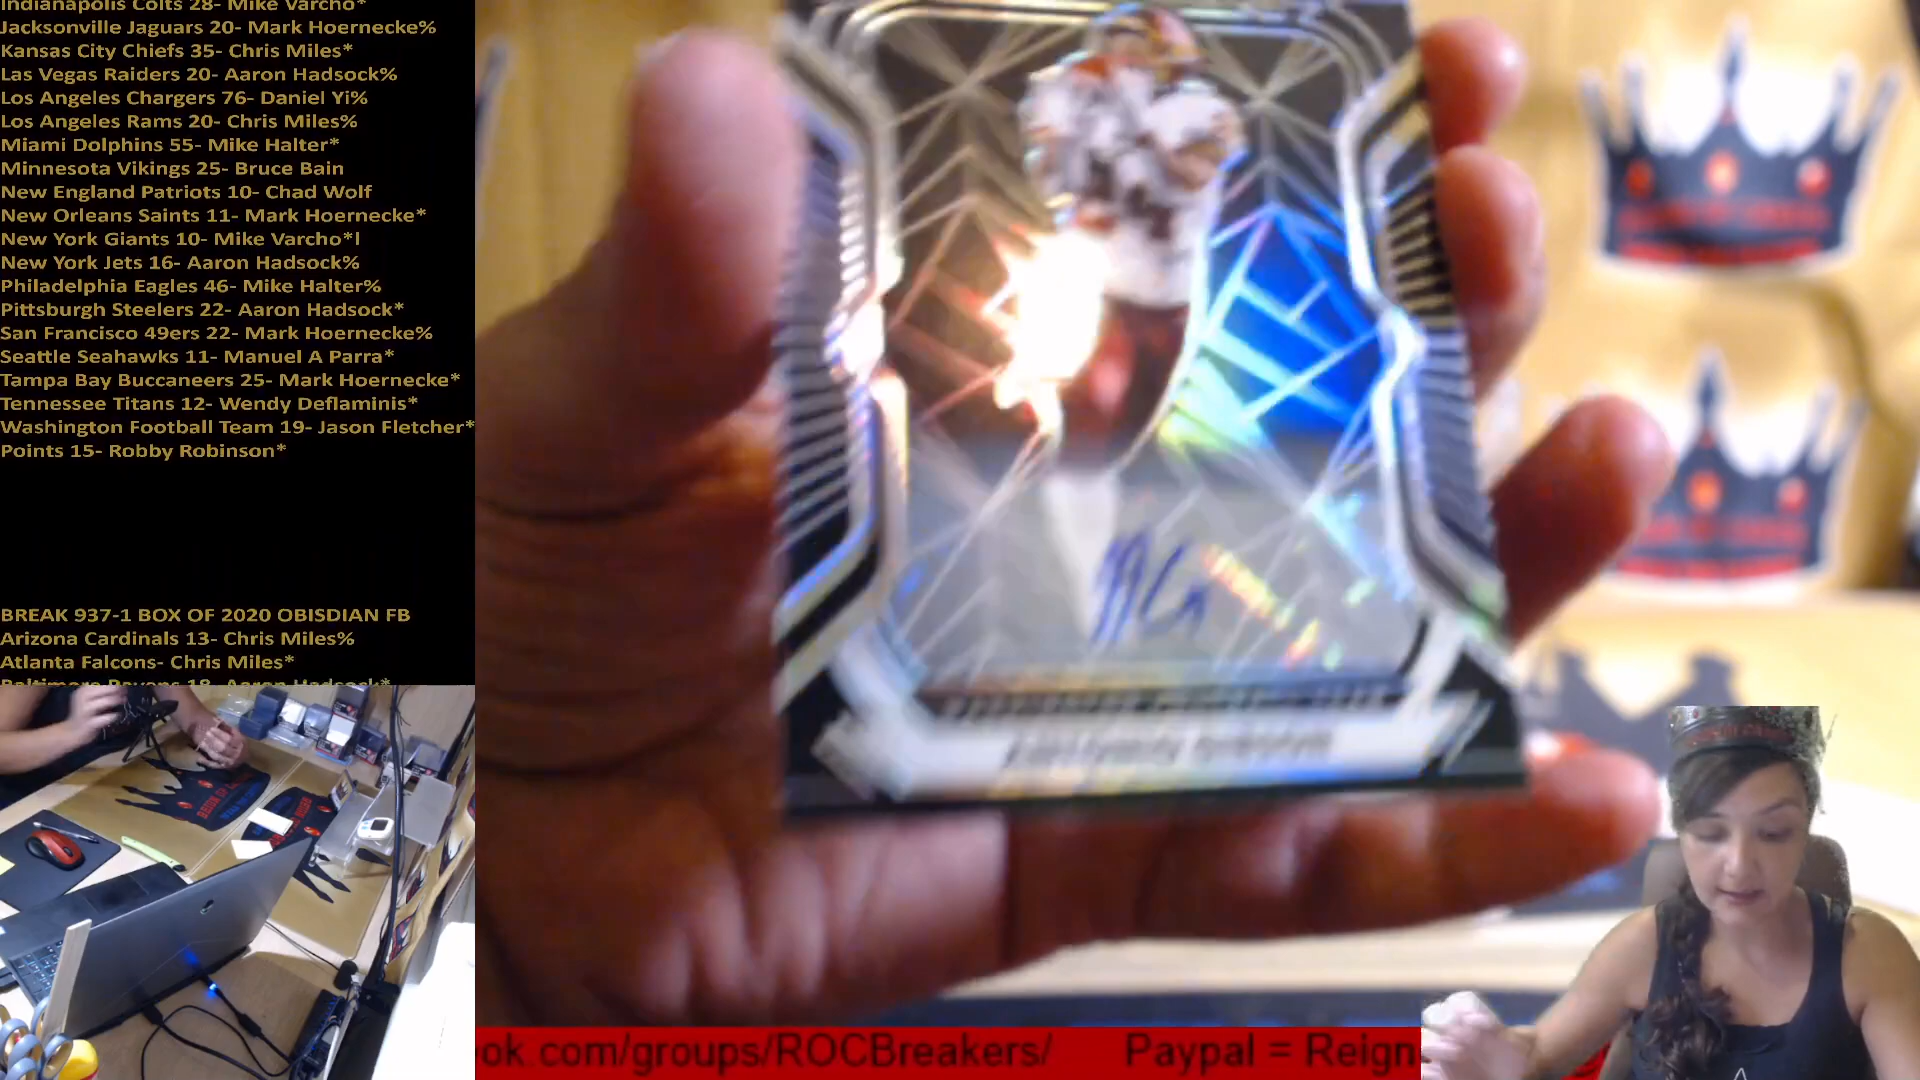 Indianapolis Colts 28- Mike Varcho*
Jacksonville Jaguars 20- Mark Hoernecke%
Kansas City Chiefs 35- Chris Miles*
Las Vegas Raiders 20- Aaron Hadsock%
Los Angeles Chargers 76- Daniel Yi%
Los Angeles Rams 20- Chris Miles%
Miami Dolphins 55- Mike Halter*
Minnesota Vikings 25- Bruce Bain
New England Patriots 10- Chad Wolf
New Orleans Saints 11- Mark Hoernecke*
New York Giants 10- Mike Varcho*l
New York Jets 16- Aaron Hadsock%
Philadelphia Eagles 46- Mike Halter%
Pittsburgh Steelers 22- Aaron Hadsock*
San Francisco 49ers 22- Mark Hoernecke%
Seattle Seahawks 11- Manuel A Parra*
Tampa Bay Buccaneers 25- Mark Hoernecke*
Tennessee Titans 12- Wendy Deflaminis*
Washington Football Team 19- Jason Fletcher*
Points 15- Robby Robinson*
BREAK 937-1 BOX OF 2020 OBISDIAN FB
Arizona Cardinals 13- Chris Miles%
Atlanta Falcons- Chris Miles*
Baltimore Ravens 18- Aaron Hadsock*
ok.com/groups/ROCBreakers/ Paypal = Reign